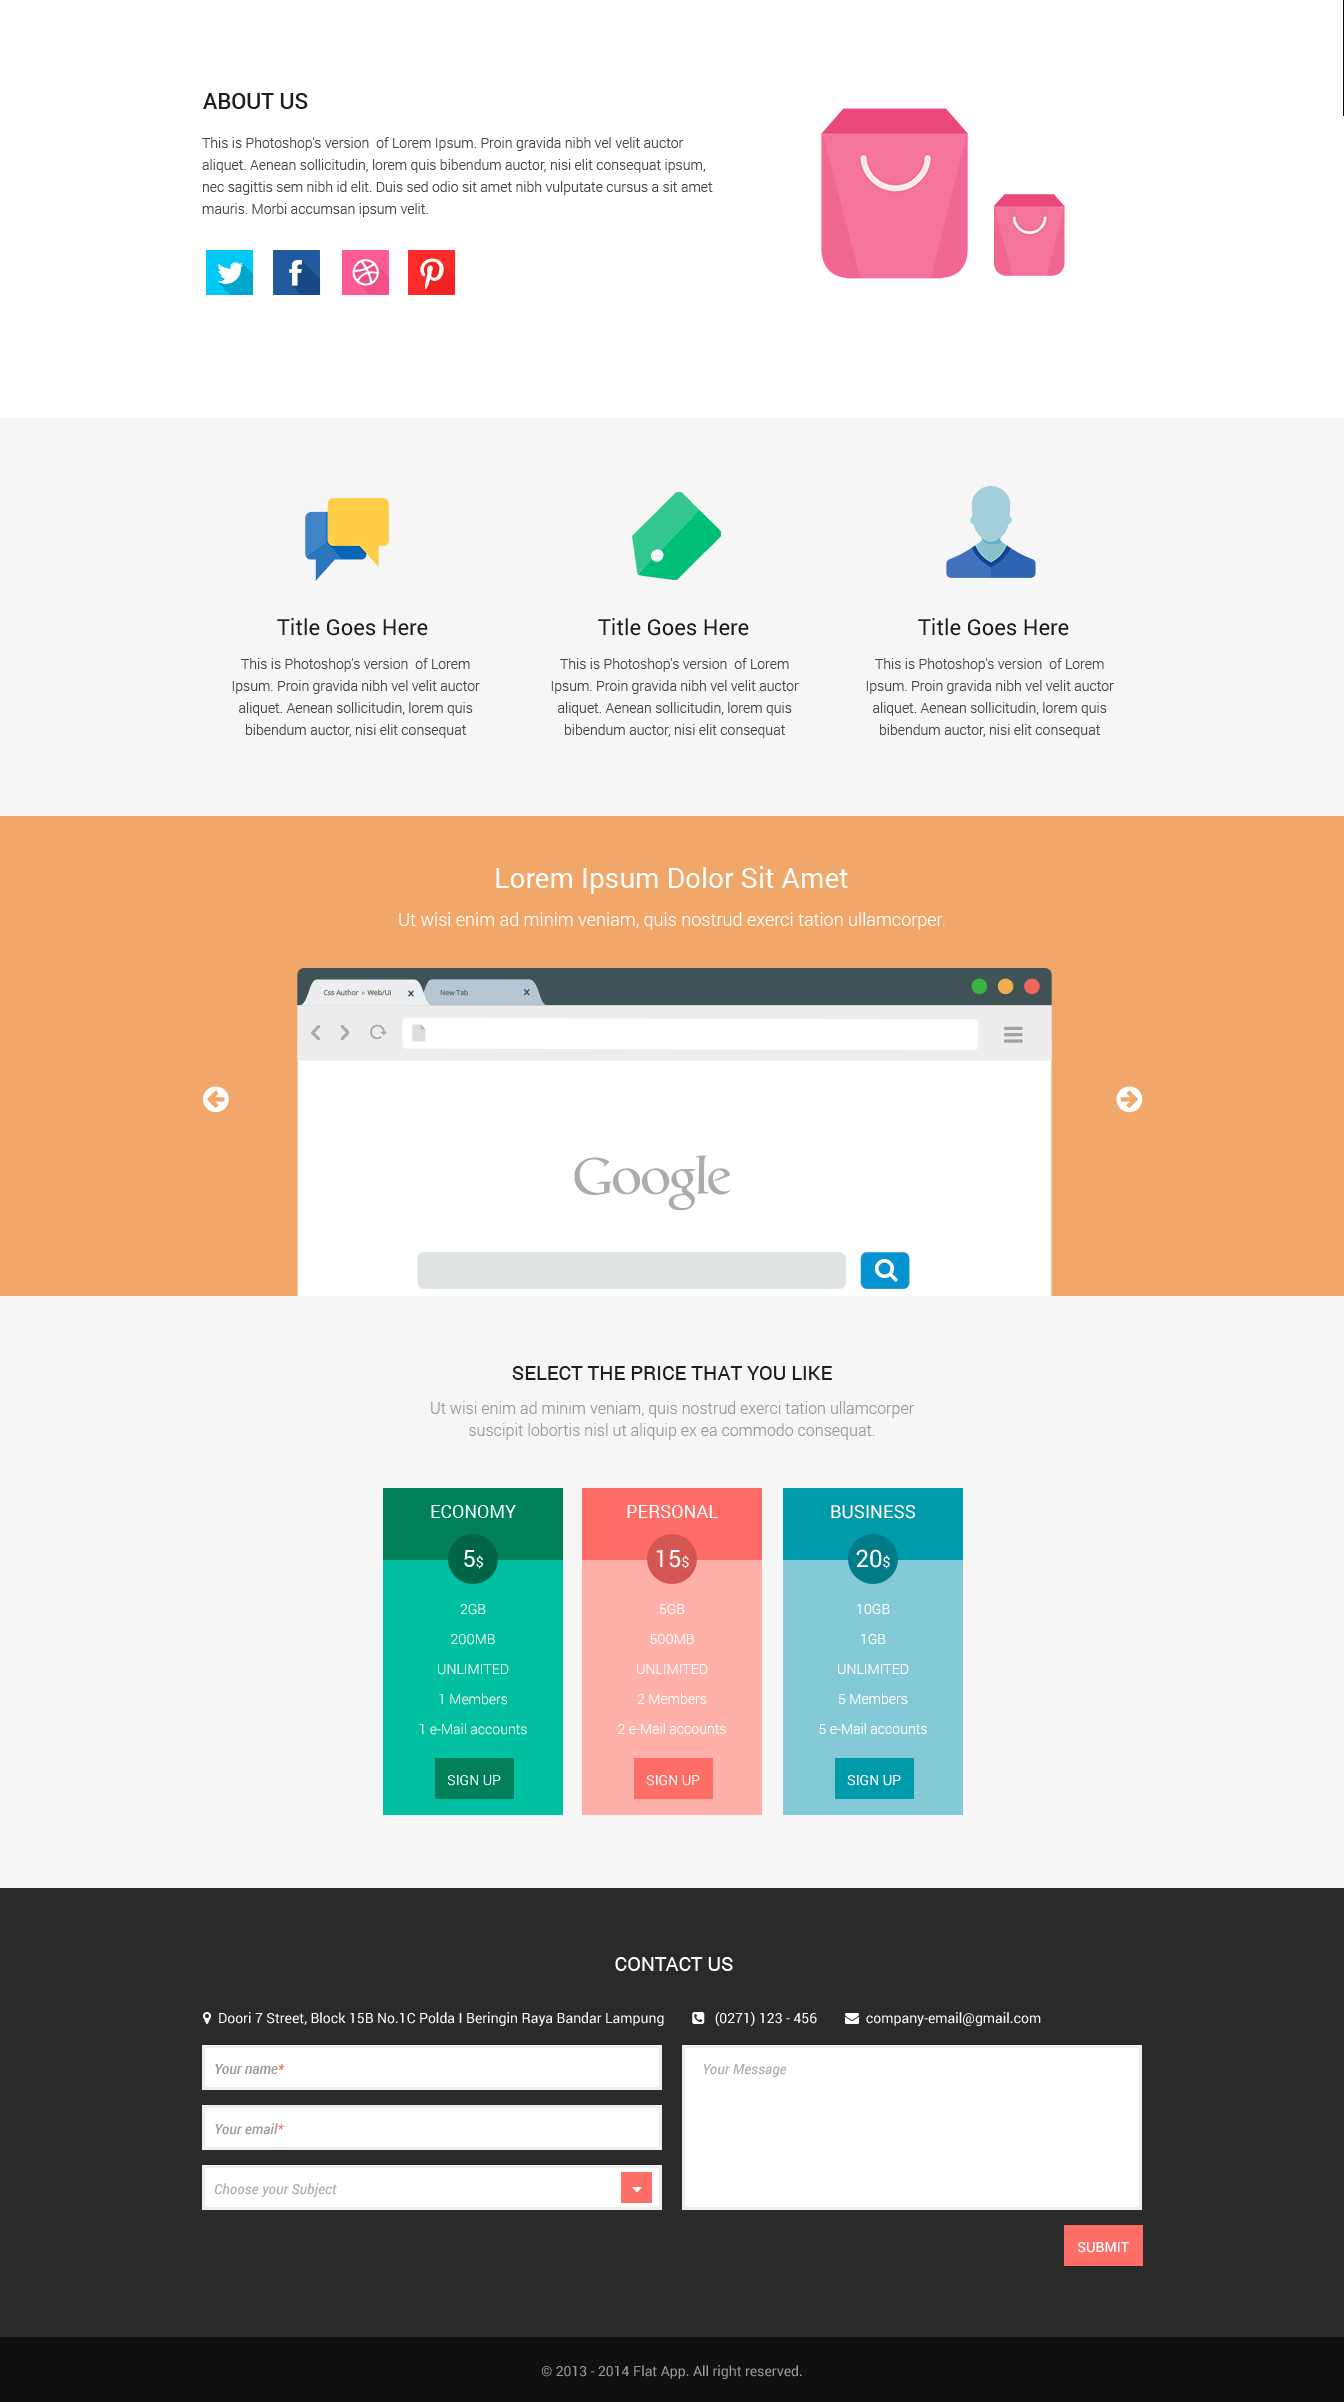 ABOUT US
This is Photoshop's version  of Lorem Ipsum. Proin gravida nibh vel velit auctor
aliquet. Aenean sollicitudin, lorem quis bibendum auctor, nisi elit consequat ipsum,
nec sagittis sem nibh id elit. Duis sed odio sit amet nibh vulputate cursus a sit amet
mauris. Morbi accumsan ipsum velit.
Title Goes Here
This is Photoshop's version  of Lorem
Ipsum. Proin gravida nibh vel velit auctor
aliquet. Aenean sollicitudin, lorem quis
bibendum auctor, nisi elit consequat
Title Goes Here
This is Photoshop's version  of Lorem
Ipsum. Proin gravida nibh vel velit auctor
aliquet. Aenean sollicitudin, lorem quis
bibendum auctor, nisi elit consequat
Title Goes Here
This is Photoshop's version  of Lorem
Ipsum. Proin gravida nibh vel velit auctor
aliquet. Aenean sollicitudin, lorem quis
bibendum auctor, nisi elit consequat
Lorem Ipsum Dolor Sit Amet
Ut wisi enim ad minim veniam, quis nostrud exerci tation ullamcorper.
Css Author » Web/UI
New Tab
Google
SELECT THE PRICE THAT YOU LIKE
Ut wisi enim ad minim veniam, quis nostrud exerci tation ullamcorper
suscipit lobortis nisl ut aliquip ex ea commodo consequat.
ECONOMY
5$
2GB
200MB
UNLIMITED
1 Members
1 e-Mail accounts
SIGN UP
PERSONAL
15$
5GB
500MB
UNLIMITED
2 Members
2 e-Mail accounts
SIGN UP
BUSINESS
20$
10GB
1GB
UNLIMITED
5 Members
5 e-Mail accounts
SIGN UP
CONTACT US
Doori 7 Street, Block 15B No.1C Polda I Beringin Raya Bandar Lampung
(0271) 123 - 456
company-email@gmail.com
Your name*
Your email*
Choose your Subject
Your Message
SUBMIT
© 2013 - 2014 Flat App. All right reserved.